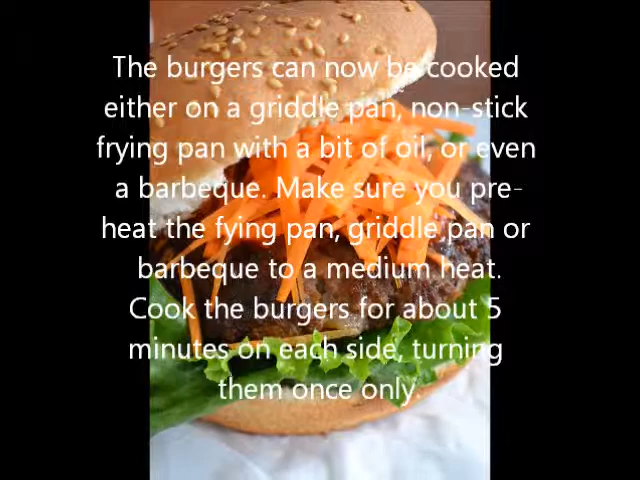 The burgers can now be cooked
either on a griddle pan, non-stick
frying pan with a bit of oil, or even
a barbeque. Make sure you pre-
heat the fying pan, griddle pan or
barbeque to a medium heat.
Cook the burgers for about 5
minutes on each side, turning
them once only.